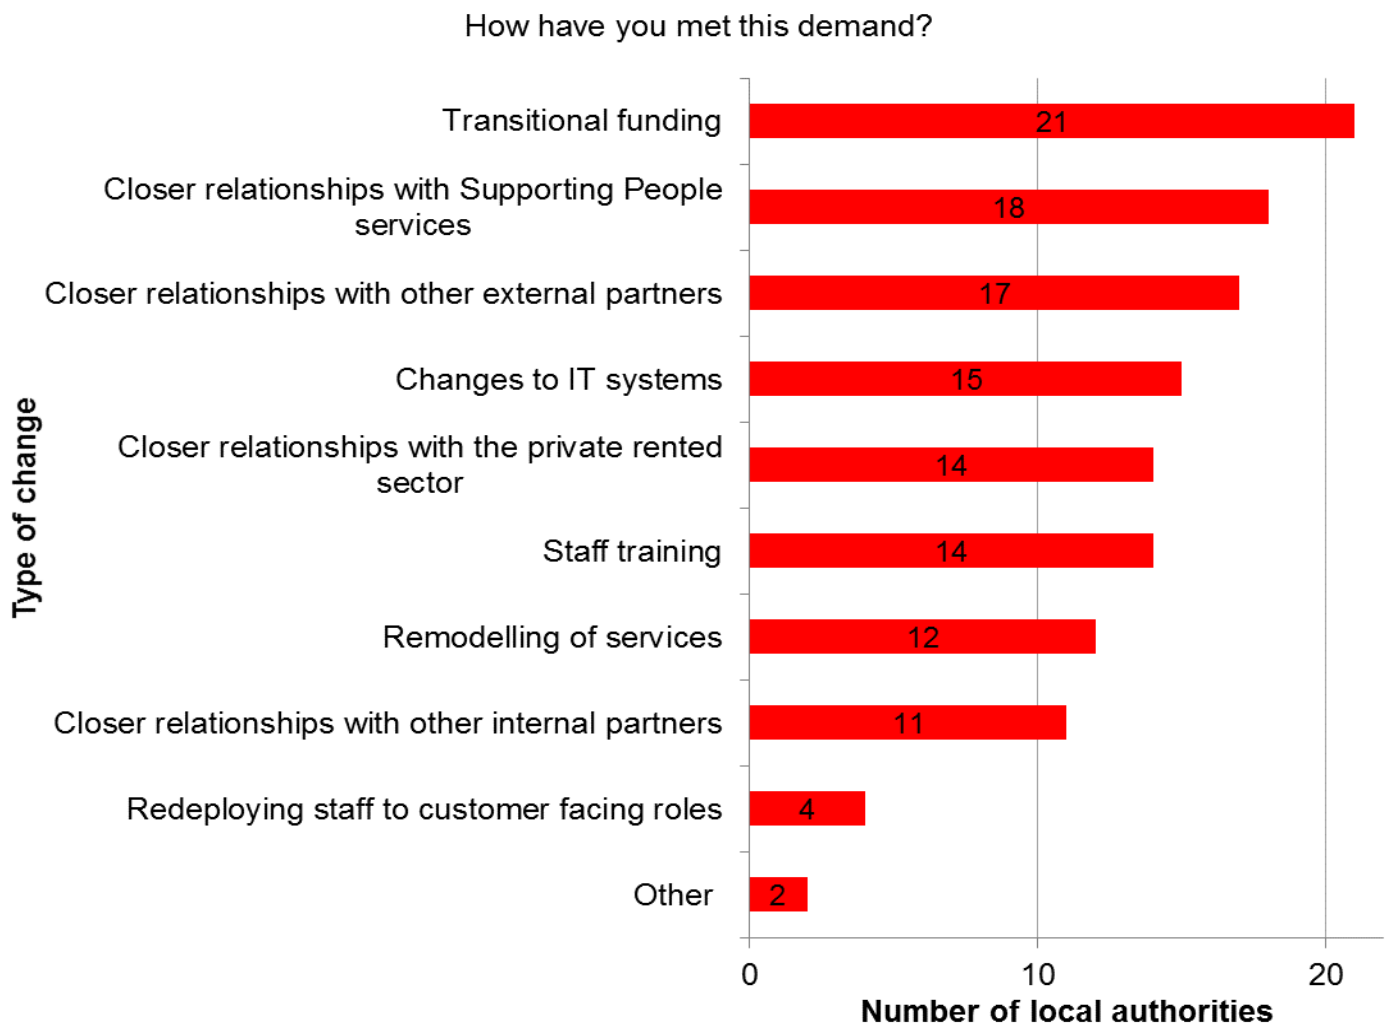 How have you met this demand?
Transitional funding
21
Closer relationships with Supporting People
services
18
Closer relationships with other external partners
17
Changes to IT systems
15
Closer relationships with the private rented
sector
14
Staff training
14
Remodelling of services
12
Closer relationships with other internal partners
11
Redeploying staff to customer facing roles
4
Other
2
Type of change
0 10 20
Number of local authorities